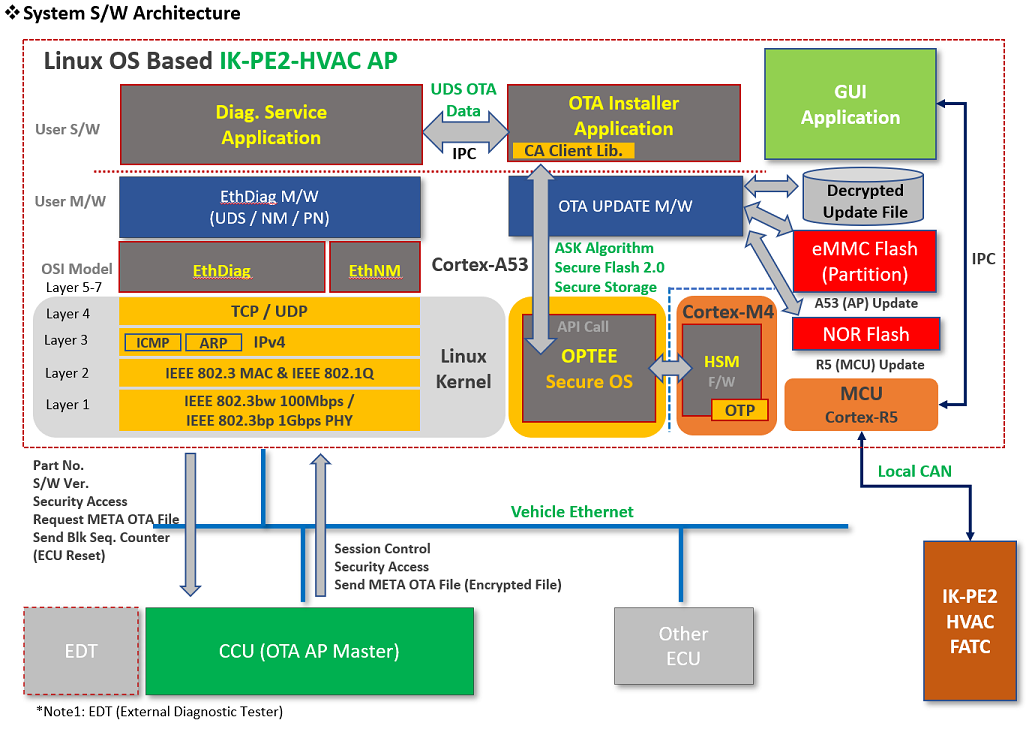 ❖System S/W Architecture
Linux OS Based IK-PE2-HVAC AP
User S/W
Diag. Service
Application
UDS OTA
Data
IPC
OTA Installer
Application
CA Client Lib.
GUI
Application
User M/W
EthDiag M/W
(UDS / NM / PN)
OTA UPDATE M/W
Decrypted
Update File
OSI Model
Layer 5-7
EthDiag
EthNM
Cortex-A53
ASK Algorithm
Secure Flash 2.0
Secure Storage
eMMC Flash
(Partition)
IPC
A53 (AP) Update
Layer 4
TCP / UDP
Layer 3
ICMP
ARP
IPv4
Layer 2
IEEE 802.3 MAC & IEEE 802.1Q
Layer 1
IEEE 802.3bw 100Mbps /
IEEE 802.3bp 1Gbps PHY
Linux
Kernel
API Call
OPTEE
Secure OS
Cortex-M4
HSM
F/W
OTP
NOR Flash
R5 (MCU) Update
MCU
Cortex-R5
Part No.
S/W Ver.
Security Access
Request META OTA File
Send Blk Seq. Counter
(ECU Reset)
Local CAN
Vehicle Ethernet
Session Control
Security Access
Send META OTA File (Encrypted File)
EDT
CCU (OTA AP Master)
Other
ECU
IK-PE2
HVAC
FATC
*Note1: EDT (External Diagnostic Tester)